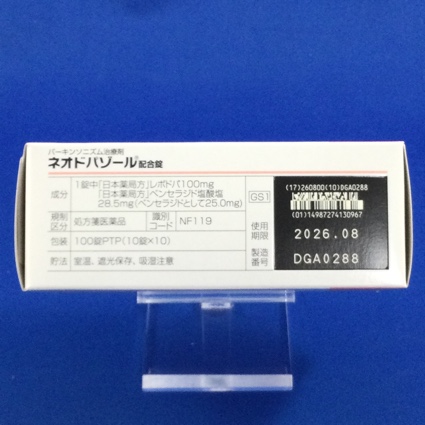 パーキンソニズム治療剤
ネオドパゾール®配合錠
成分
1錠中「日本薬局方」レボドパ100mg
「日本薬局方」ベンセラジド塩酸塩
28.5mg(ベンセラジドとして25.0mg)
規制区分
処方箋医薬品
識別コード
NF119
包装
100錠PTP(10錠×10)
貯法
室温、遮光保存、吸湿注意
GS1
(17)260800(10)DGA0288
(01)14987274130967
使用期限
2026.08
製造番号
DGA0288